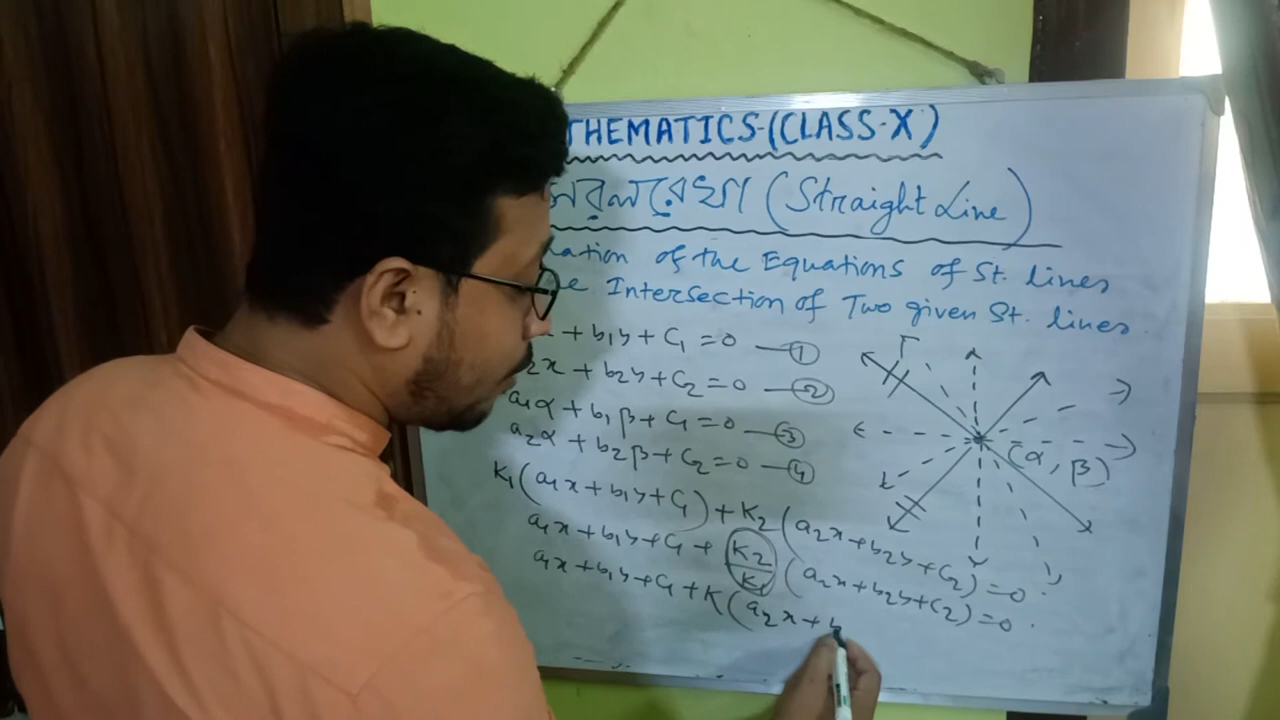 THEMATICS-(CLASS-X)
সরলরেখা (Straight Line)
nation of the Equations of St. lines
e Intersection of Two given St. lines.
x + b₁y + C₁ = 0 — ①
₂x + b₂y + C₂ = 0 — ②
a₁α + b₁β + C₁ = 0 — ③
a₂α + b₂β + C₂ = 0 — ④
K₁(a₁x + b₁y + C₁) + K₂(a₂x + b₂y + C₂) = 0.
a₁x + b₁y + C₁ + K₂/K₁ (a₂x + b₂y + C₂) = 0.
a₁x + b₁y + C₁ + K(a₂x + b
(α, β)